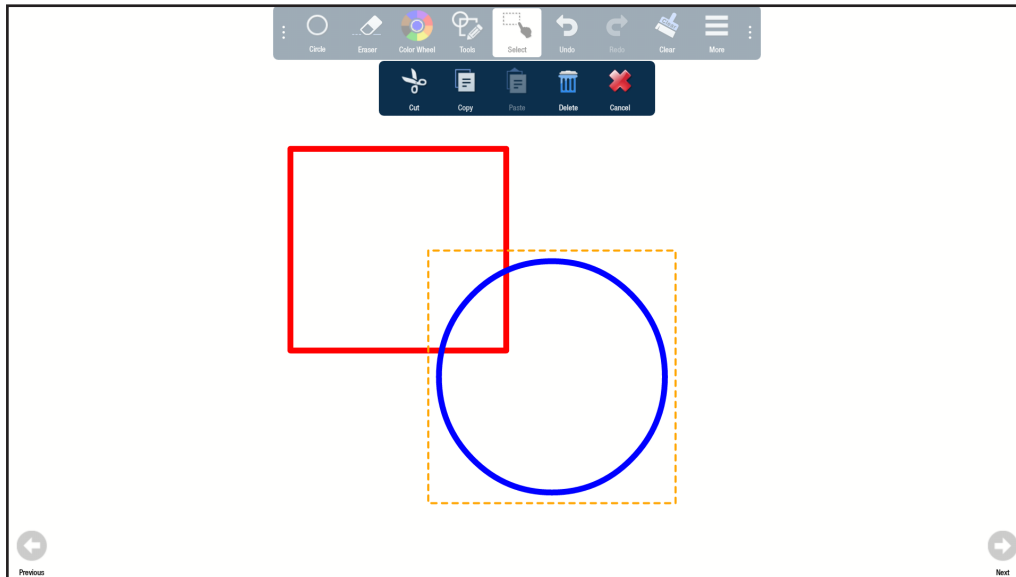 Circle Eraser Color Wheel Tools Select Undo Redo Clear More
Cut Copy Paste Delete Cancel
Previous Next